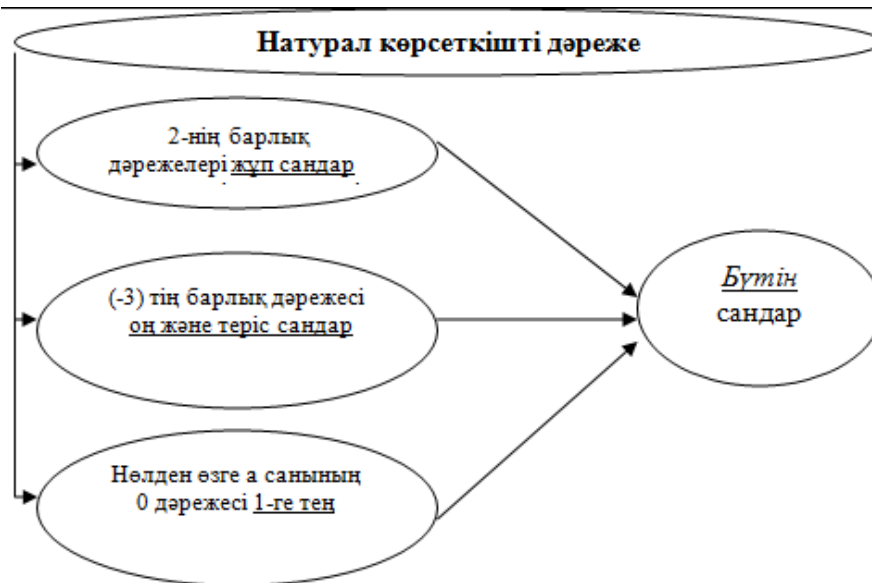 Натурал көрсеткішті дәреже
2-нің барлық
дәрежелері жұп сандар
(-3) тің барлық дәрежесі
оң және теріс сандар
Нөлден өзге а санының
0 дәрежесі 1-ге тең
Бүтін
сандар